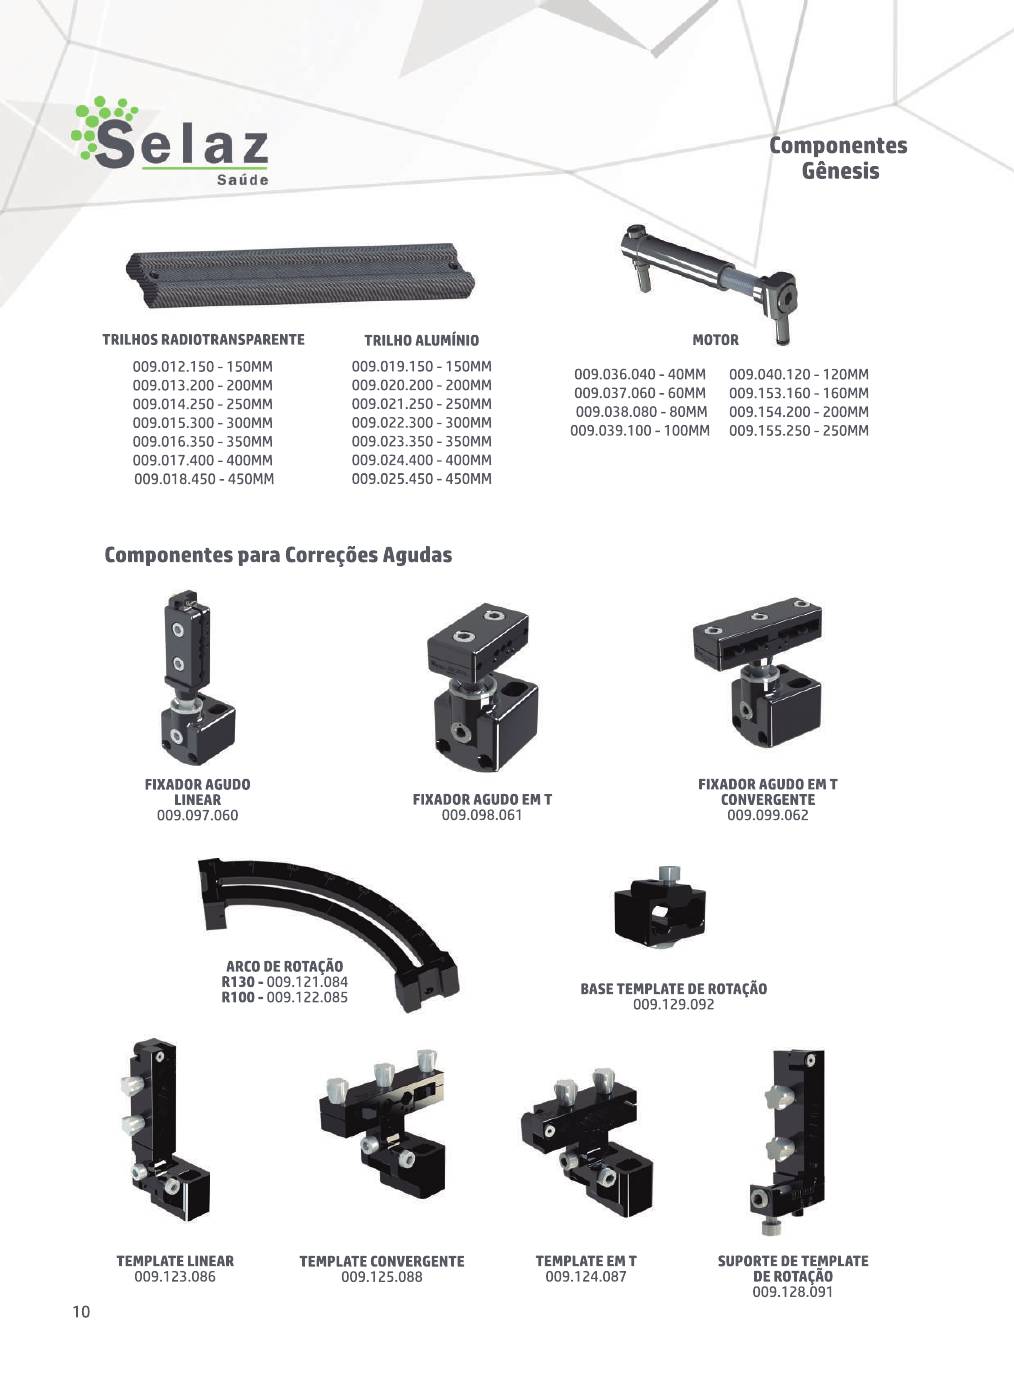 Selaz
Saúde
Componentes
Gênesis
TRILHOS RADIOTRANSPARENTE
009.012.150 - 150MM
009.013.200 - 200MM
009.014.250 - 250MM
009.015.300 - 300MM
009.016.350 - 350MM
009.017.400 - 400MM
009.018.450 - 450MM
TRILHO ALUMÍNIO
009.019.150 - 150MM
009.020.200 - 200MM
009.021.250 - 250MM
009.022.300 - 300MM
009.023.350 - 350MM
009.024.400 - 400MM
009.025.450 - 450MM
MOTOR
009.036.040 - 40MM
009.037.060 - 60MM
009.038.080 - 80MM
009.039.100 - 100MM
009.040.120 - 120MM
009.153.160 - 160MM
009.154.200 - 200MM
009.155.250 - 250MM
Componentes para Correções Agudas
FIXADOR AGUDO
LINEAR
009.097.060
FIXADOR AGUDO EM T
009.098.061
FIXADOR AGUDO EM T
CONVERGENTE
009.099.062
ARCO DE ROTAÇÃO
R130 - 009.121.084
R100 - 009.122.085
BASE TEMPLATE DE ROTAÇÃO
009.129.092
TEMPLATE LINEAR
009.123.086
TEMPLATE CONVERGENTE
009.125.088
TEMPLATE EM T
009.124.087
SUPORTE DE TEMPLATE
DE ROTAÇÃO
009.128.091
10